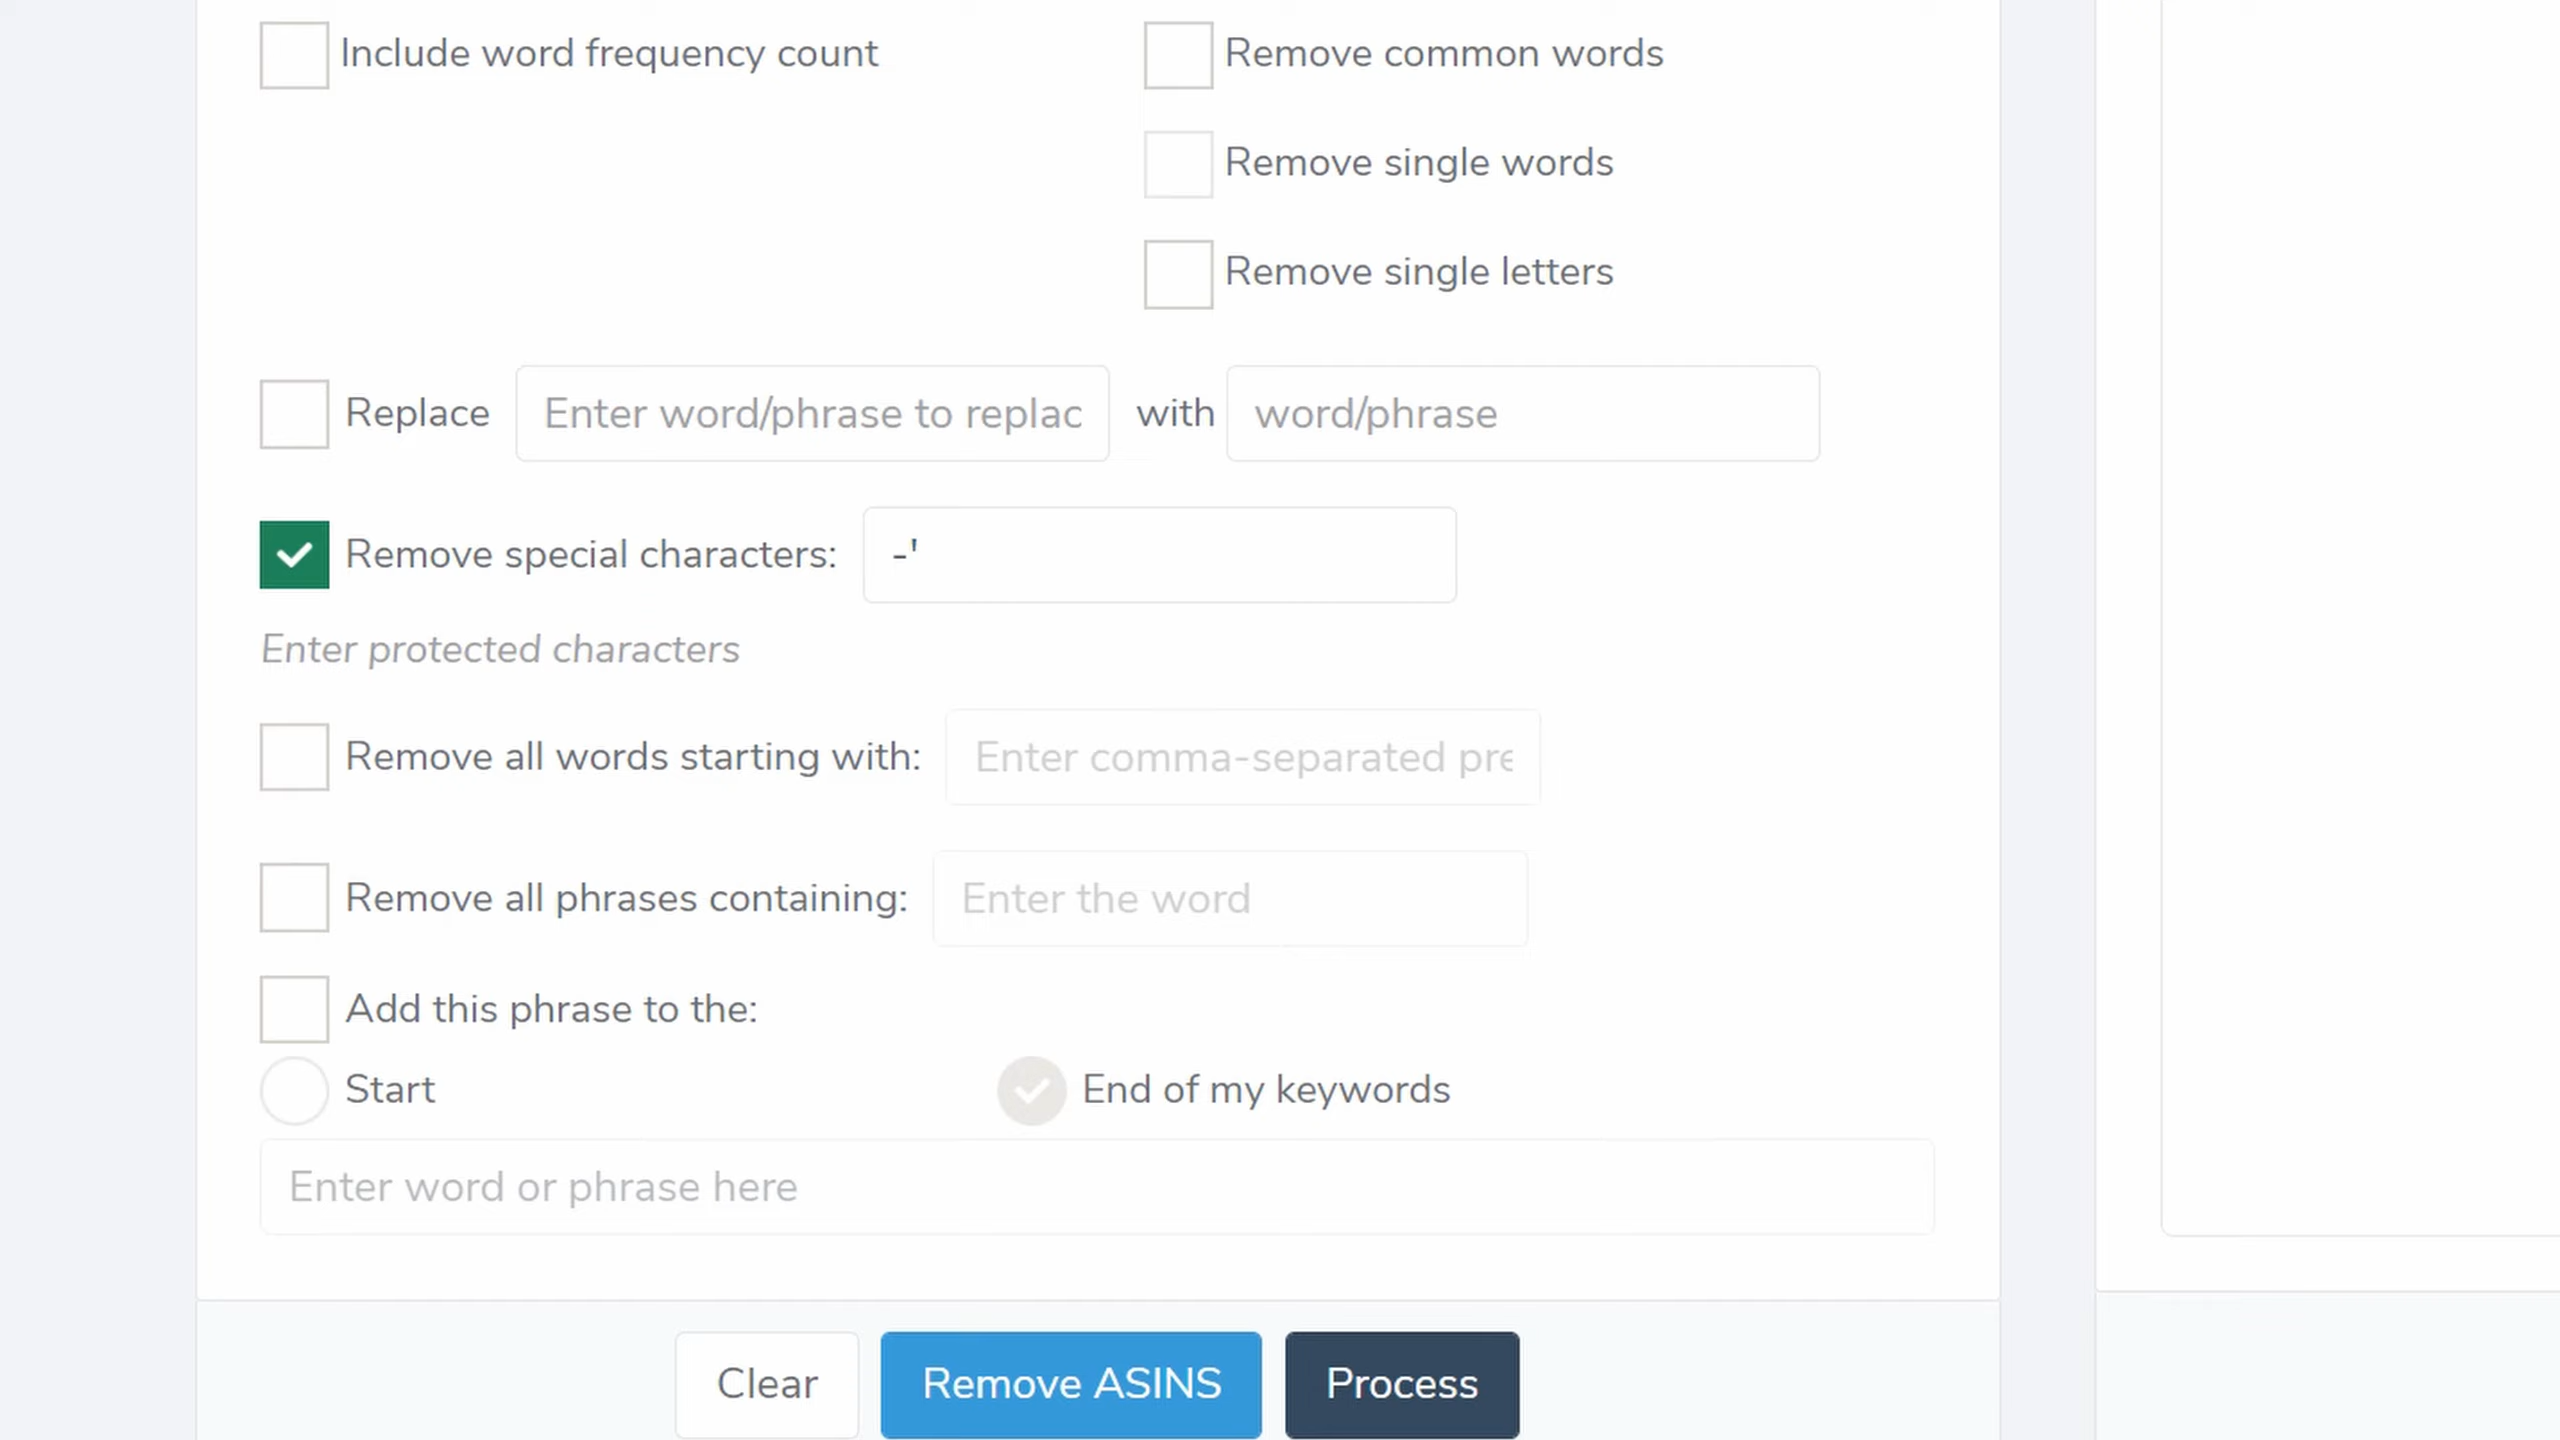 Include word frequency count
Remove common words
Remove single words
Remove single letters
Replace
Enter word/phrase to replac
with
word/phrase
Remove special characters:
-'
Enter protected characters
Remove all words starting with:
Enter comma-separated pre
Remove all phrases containing:
Enter the word
Add this phrase to the:
Start
End of my keywords
Enter word or phrase here
Clear
Remove ASINS
Process